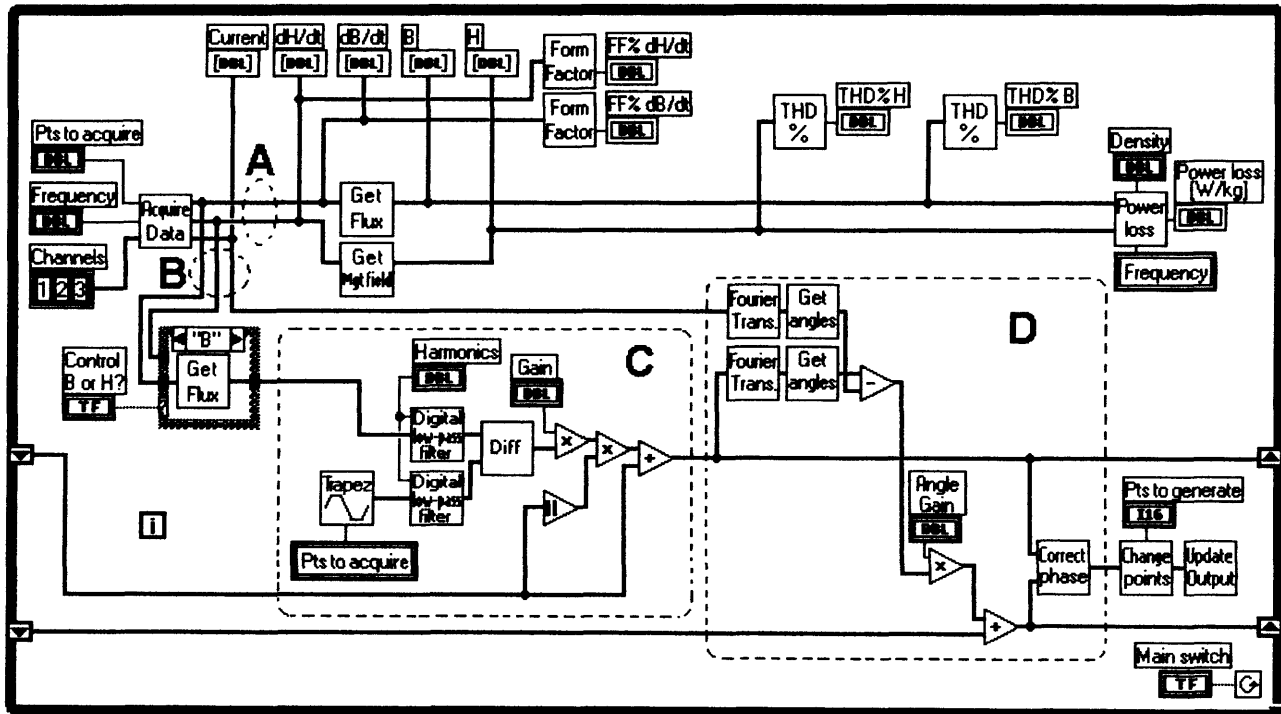 Current
[DBL]
dH/dt
[DBL]
dB/dt
[DBL]
B
[DBL]
H
[DBL]
Form
Factor
FF% dH/dt
DBL
Form
Factor
FF% dB/dt
DBL
THD
%
THD% H
DBL
THD
%
THD% B
DBL
Pts to acquire
DBL
Frequency
DBL
Channels
1 2 3
Acquire
Data
A
B
Get
Flux
Get
Mgt field
Density
DBL
Power
loss
Power loss
[W/kg]
DBL
Frequency
Control
B or H?
TF
"B"
Get
Flux
C
Harmonics
DBL
Gain
DBL
Digital
low-pass
filter
Digital
low-pass
filter
Diff
x
x
+
Trapez
Pts to acquire
i
D
Fourier
Trans.
Get
angles
Fourier
Trans.
Get
angles
-
Angle
Gain
DBL
x
+
Correct
phase
Pts to generate
I16
Change
points
Update
Output
Main switch
TF